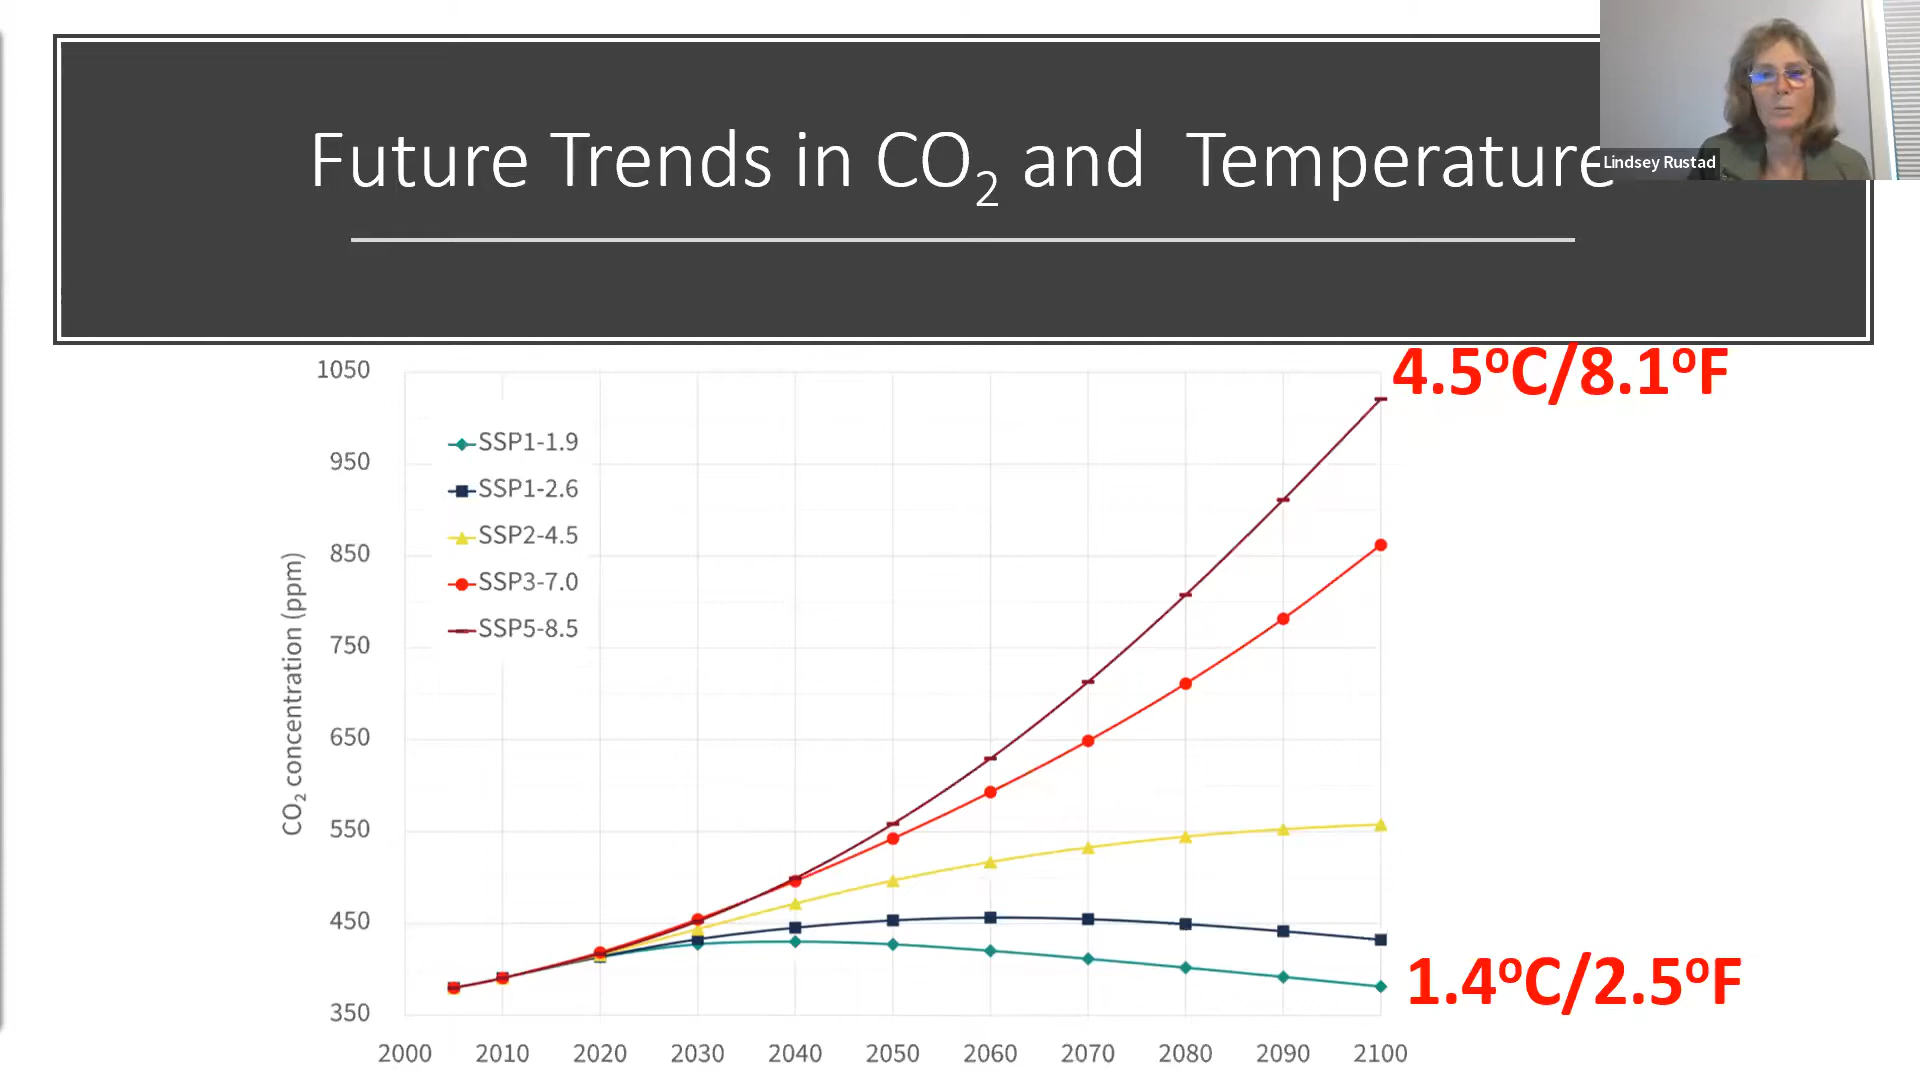 Future Trends in CO₂ and Temperature
Lindsey Rustad
4.5ºC/8.1ºF
1050
950
850
750
650
550
450
350
CO₂ concentration (ppm)
SSP1-1.9
SSP1-2.6
SSP2-4.5
SSP3-7.0
SSP5-8.5
1.4ºC/2.5ºF
2000 2010 2020 2030 2040 2050 2060 2070 2080 2090 2100